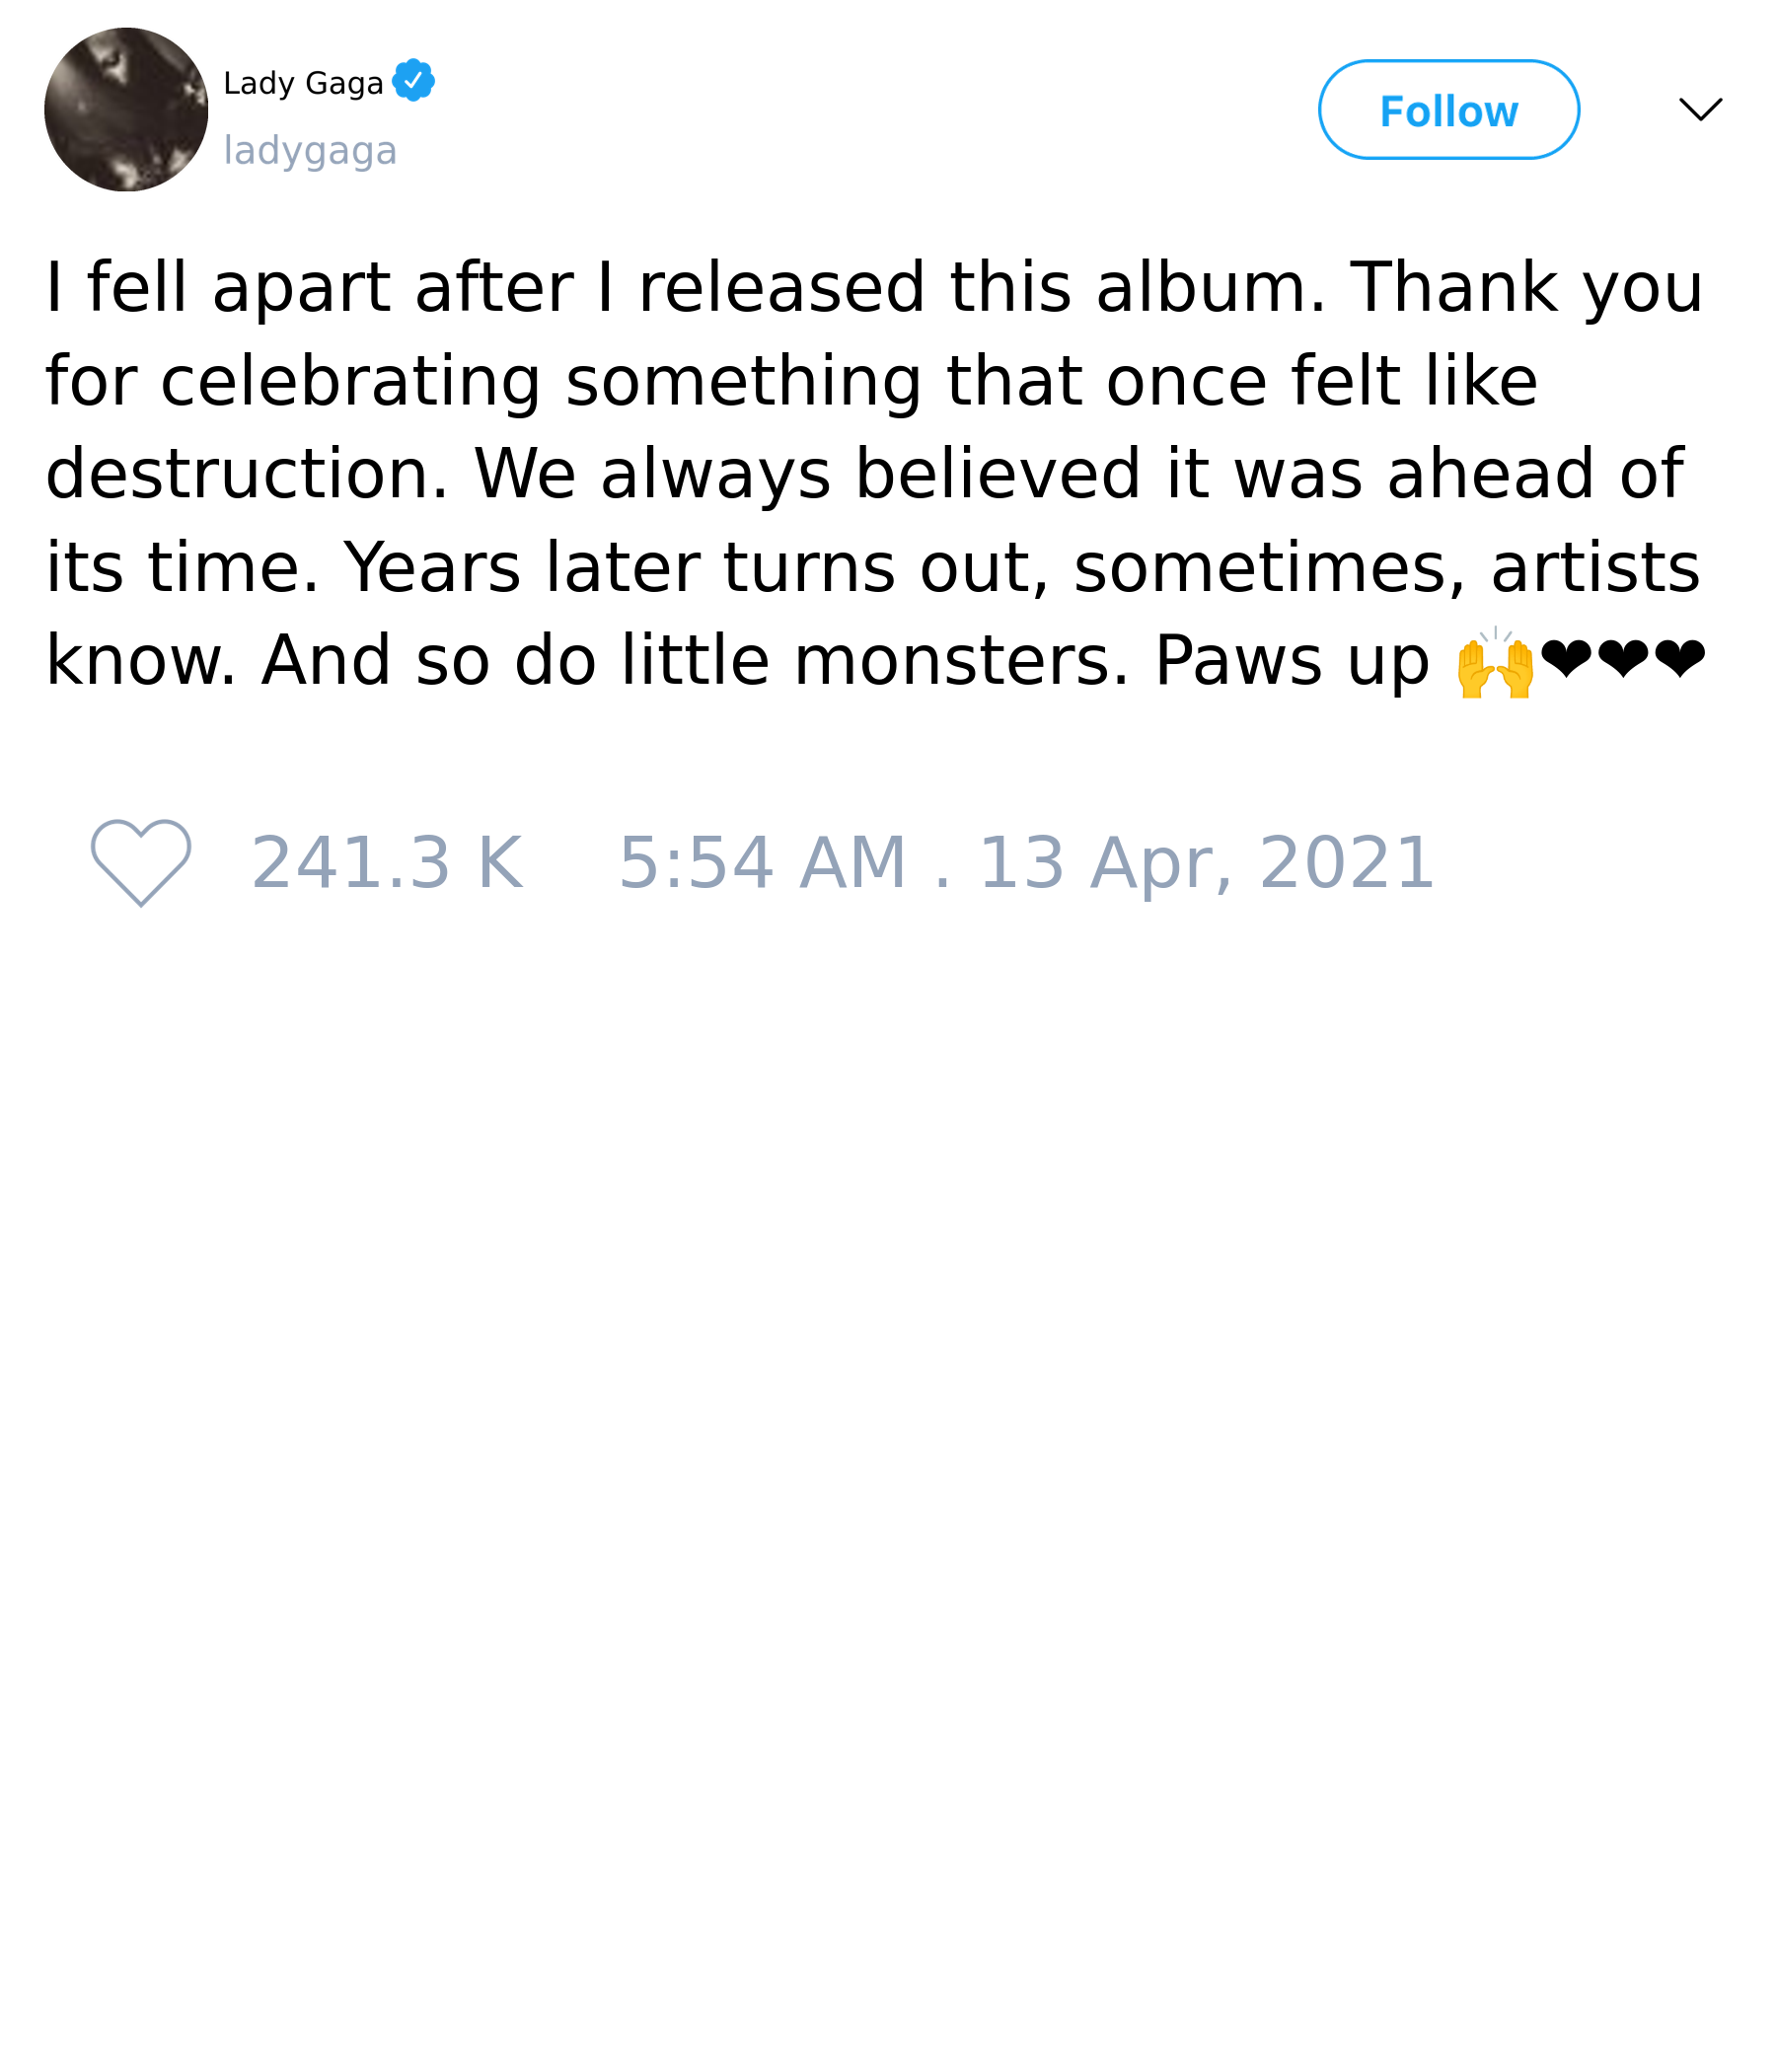 Lady Gaga
ladygaga
Follow
I fell apart after I released this album. Thank you
for celebrating something that once felt like
destruction. We always believed it was ahead of
its time. Years later turns out, sometimes, artists
know. And so do little monsters. Paws up 🙌❤❤❤
241.3 K 5:54 AM . 13 Apr, 2021